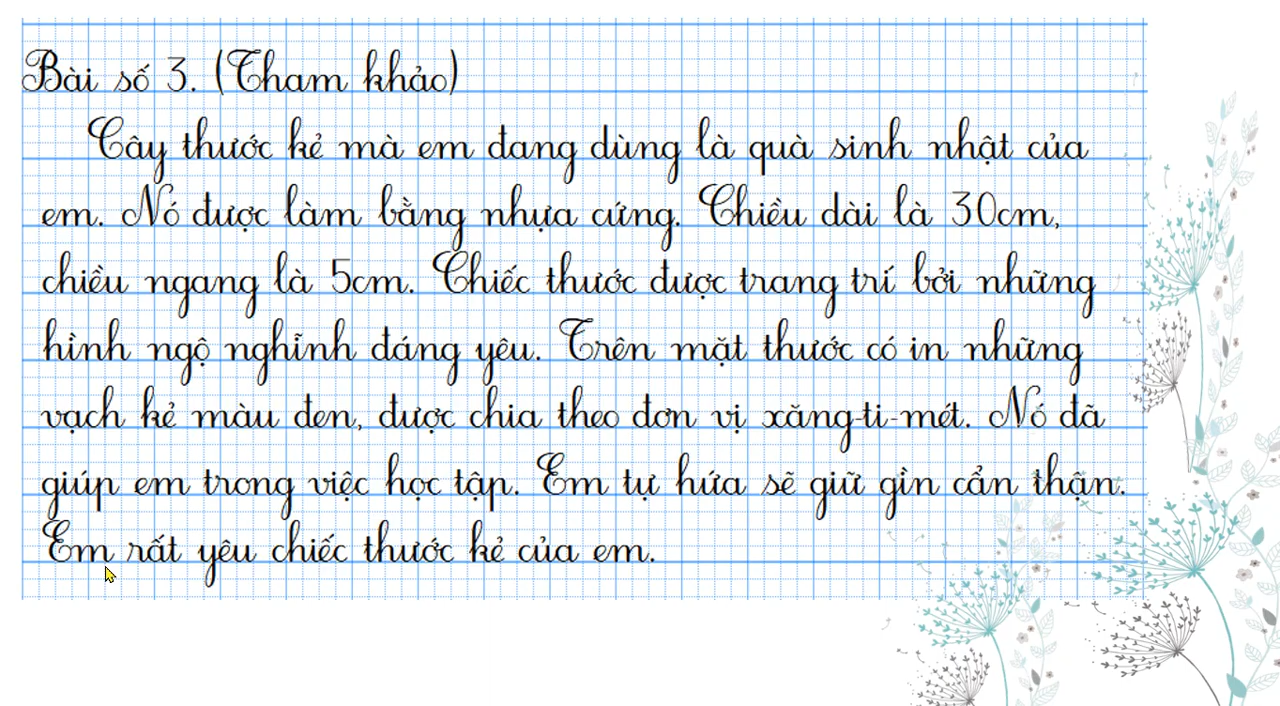 Bài số 3. (Tham khảo)
Cây thước kẻ mà em đang dùng là quà sinh nhật của
em. Nó được làm bằng nhựa cứng. Chiều dài là 30cm,
chiều ngang là 5cm. Chiếc thước được trang trí bởi những
hình ngộ nghĩnh đáng yêu. Trên mặt thước có in những
vạch kẻ màu đen, được chia theo đơn vị xăng-ti-mét. Nó đã
giúp em trong việc học tập. Em tự hứa sẽ giữ gìn cẩn thận.
Em rất yêu chiếc thước kẻ của em.